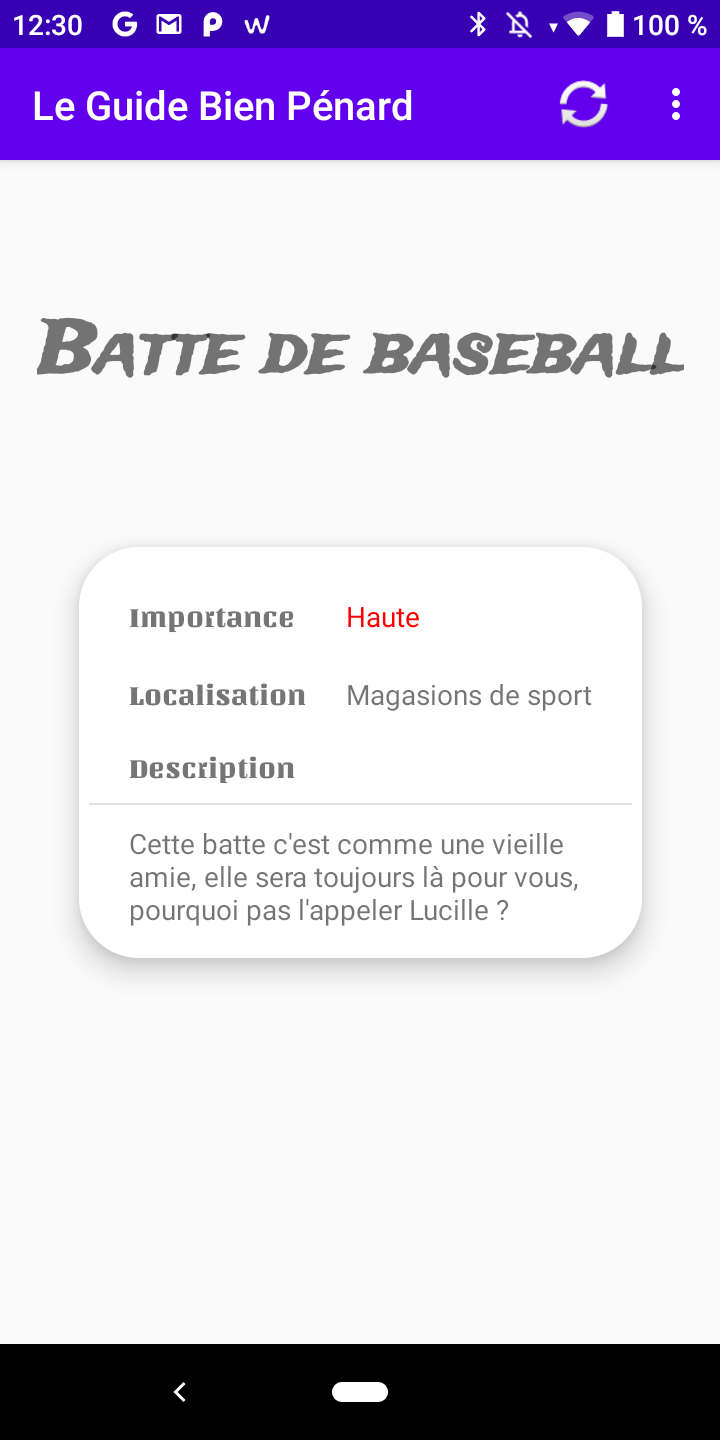 12:30 100 %
Le Guide Bien Pénard
Batte de baseball
Importance Haute
Localisation Magasions de sport
Description
Cette batte c'est comme une vieille
amie, elle sera toujours là pour vous,
pourquoi pas l'appeler Lucille ?